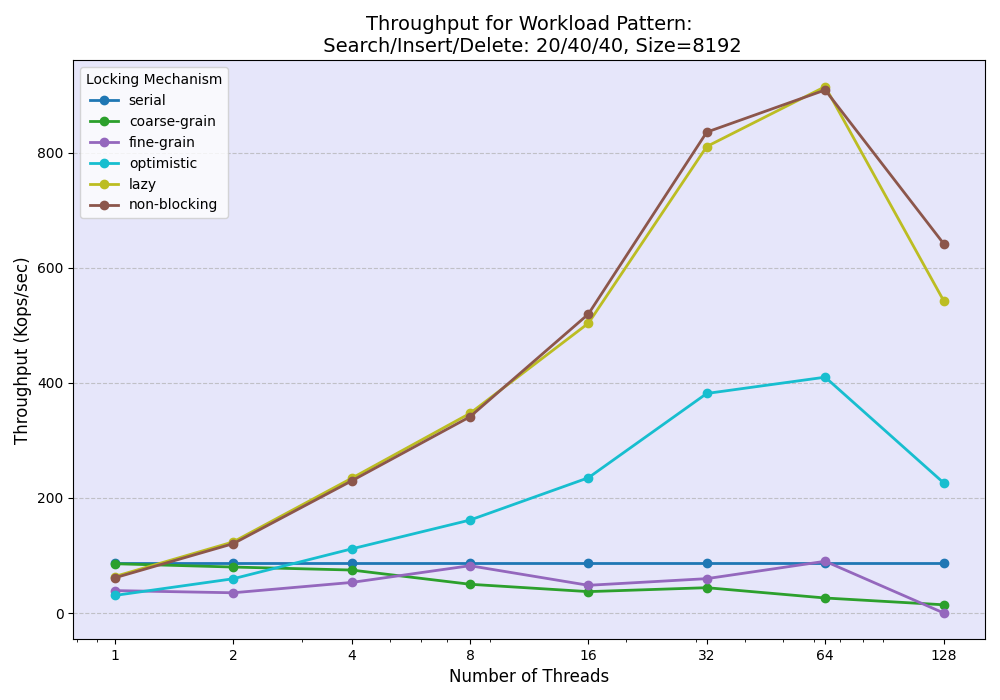 Throughput for Workload Pattern:
Search/Insert/Delete: 20/40/40, Size=8192
Locking Mechanism
serial
coarse-grain
fine-grain
optimistic
lazy
non-blocking
Throughput (Kops/sec)
800
600
400
200
0
1 2 4 8 16 32 64 128
Number of Threads